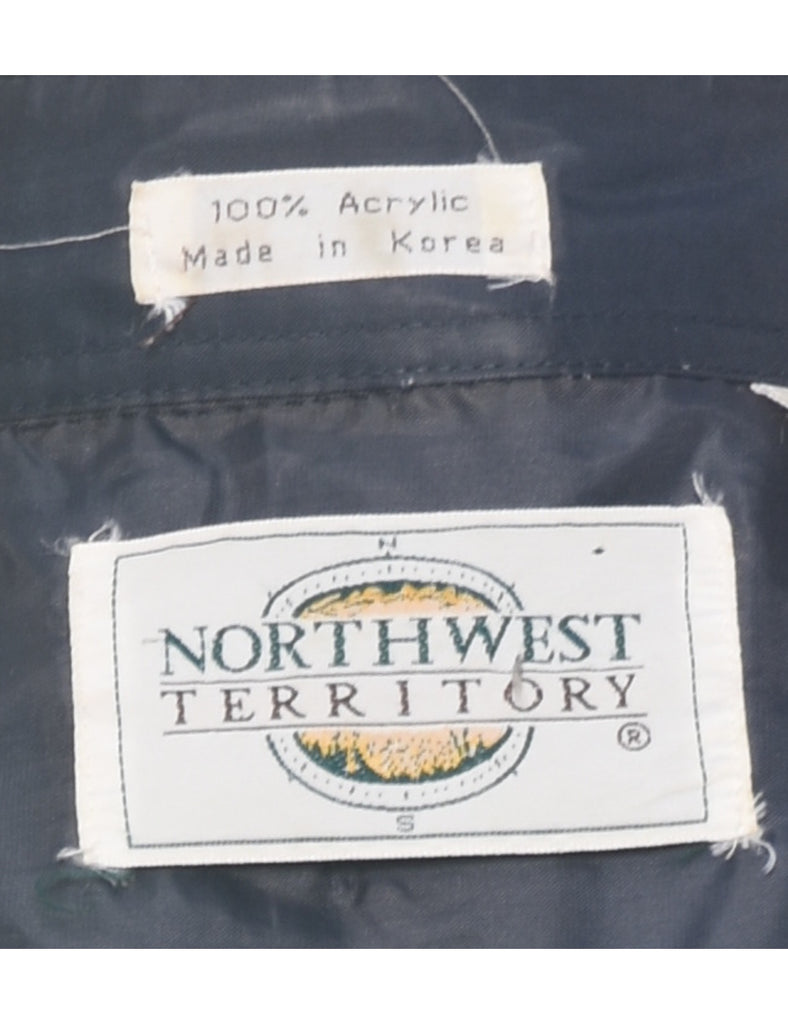 100% Acrylic
Made in Korea
N
NORTHWEST
TERRITORY
®
S